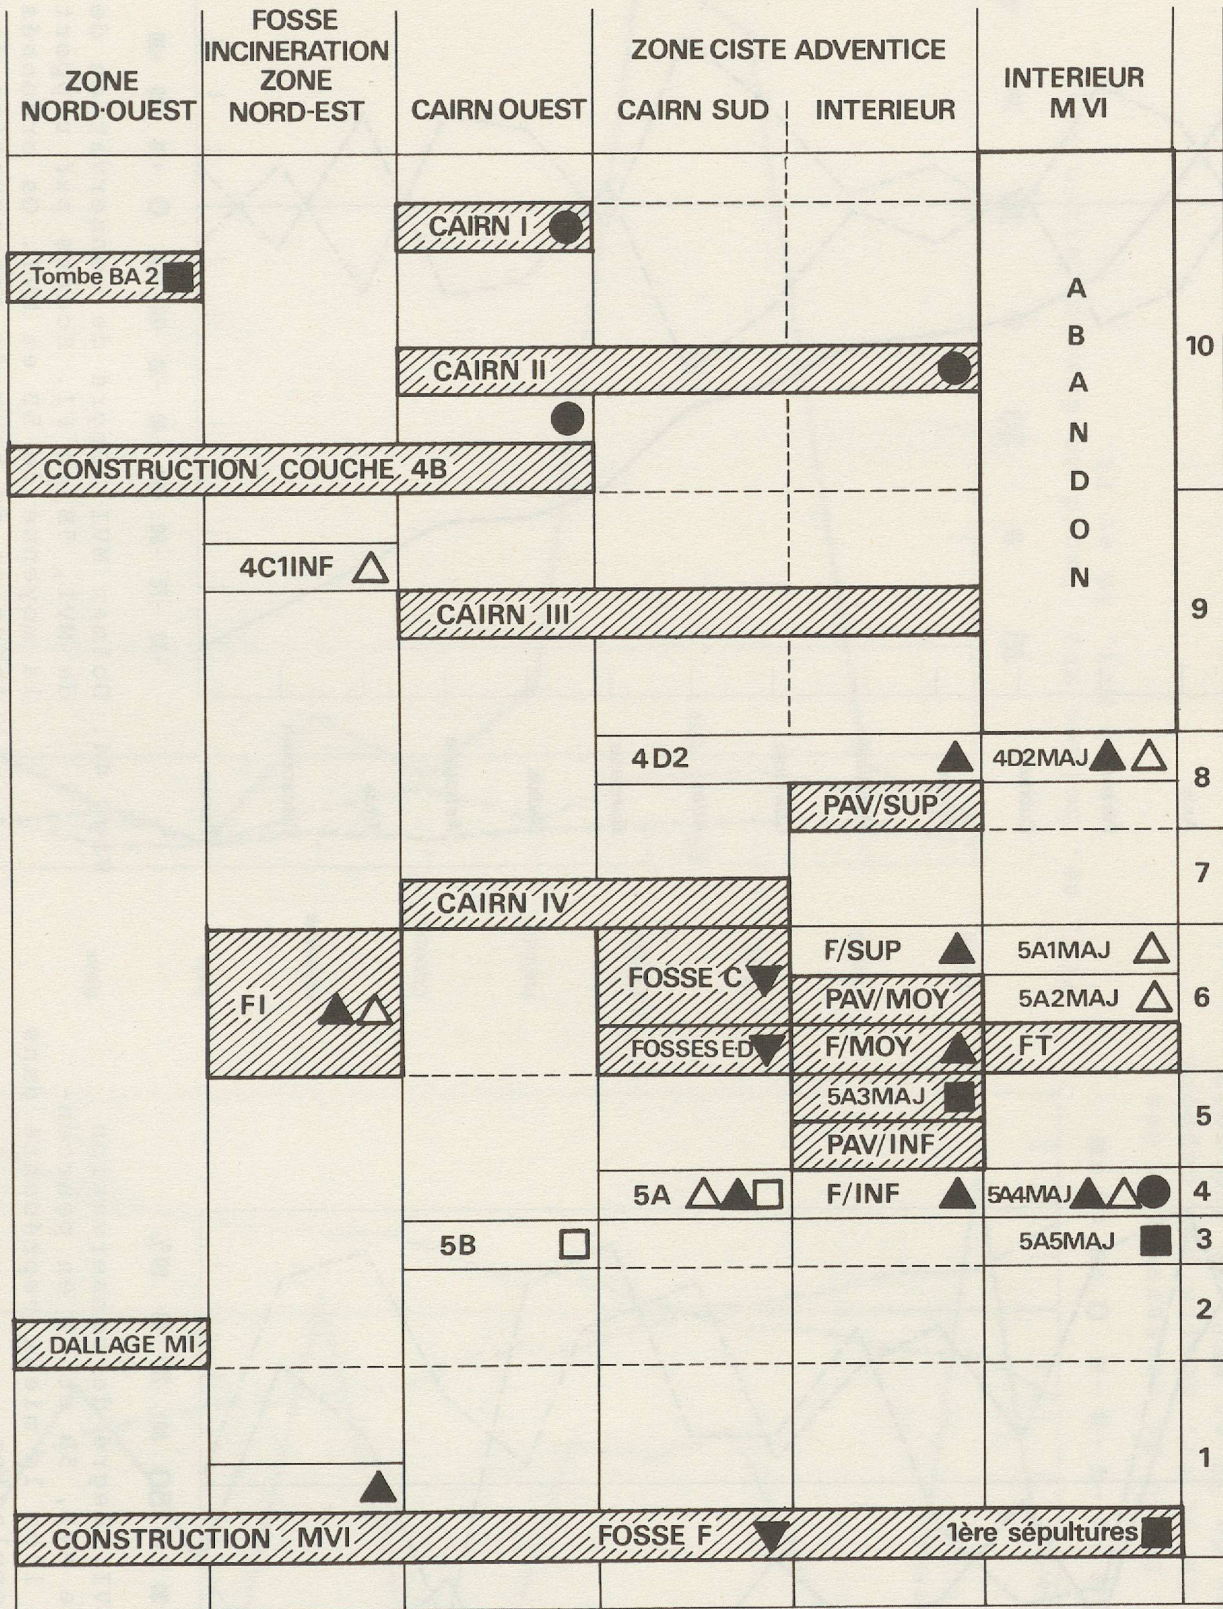 ZONE
NORD·OUEST
FOSSE
INCINERATION
ZONE
NORD-EST
CAIRN OUEST
ZONE CISTE ADVENTICE
CAIRN SUD
INTERIEUR
INTERIEUR
M VI
CAIRN I
Tombe BA 2
A
B
A
N
D
O
N
10
CAIRN II
CONSTRUCTION COUCHE 4B
4C1INF
CAIRN III
9
4D2
4D2MAJ
8
PAV/SUP
7
CAIRN IV
FI
FOSSE C
F/SUP
5A1MAJ
PAV/MOY
5A2MAJ
6
FOSSES E·D
F/MOY
FT
5A3MAJ
5
PAV/INF
5A
F/INF
5A4MAJ
4
5B
5A5MAJ
3
2
DALLAGE MI
1
CONSTRUCTION MVI
FOSSE F
1ère sépultures